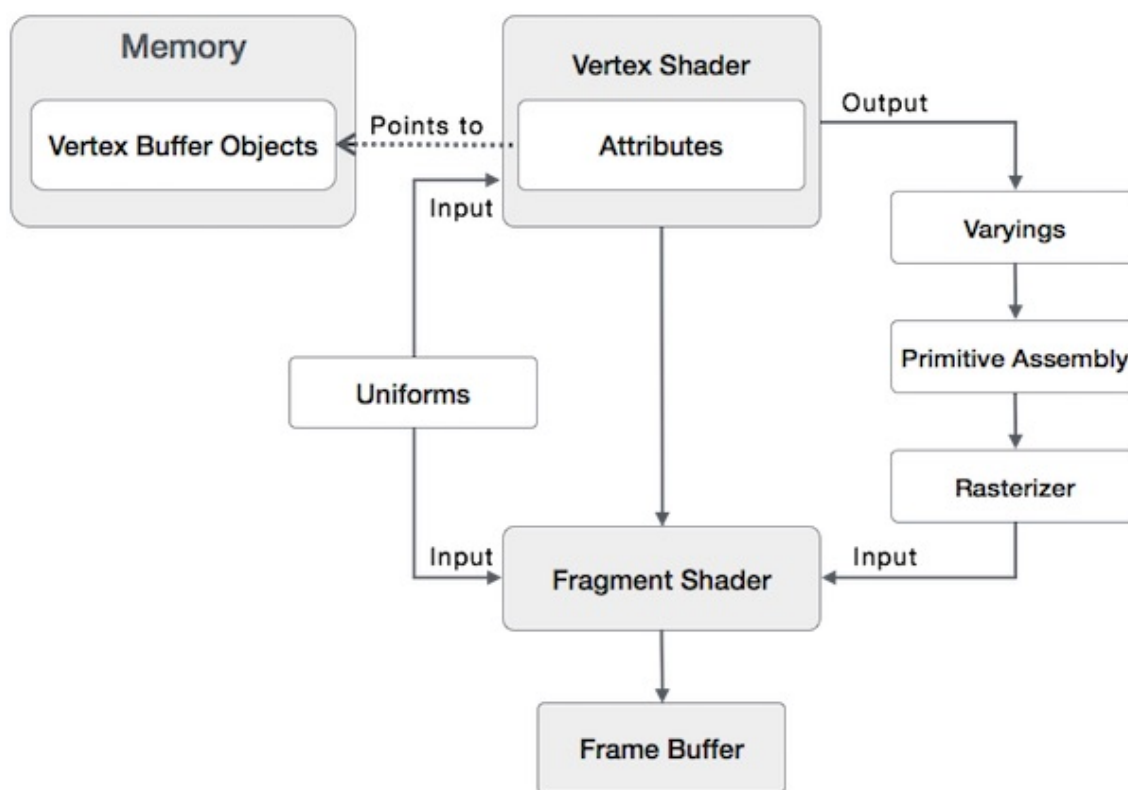 Memory
Vertex Shader
Output
Vertex Buffer Objects
Points to
Attributes
Input
Varyings
Primitive Assembly
Uniforms
Rasterizer
Input
Fragment Shader
Input
Frame Buffer